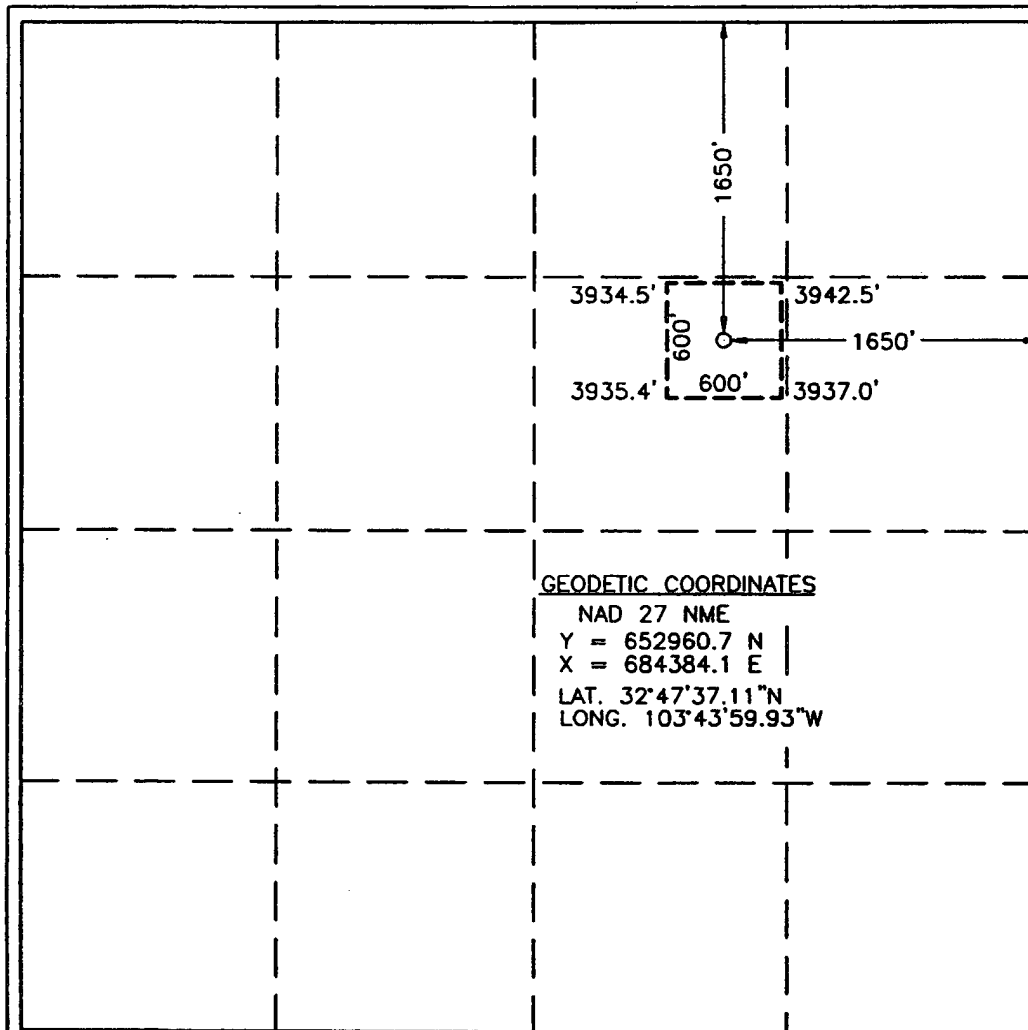 1650'
3934.5'
3942.5'
600'
1650'
3935.4'
600'
3937.0'
GEODETIC COORDINATES
NAD 27 NME
Y = 652960.7 N
X = 684384.1 E
LAT. 32°47'37.11"N
LONG. 103°43'59.93"W